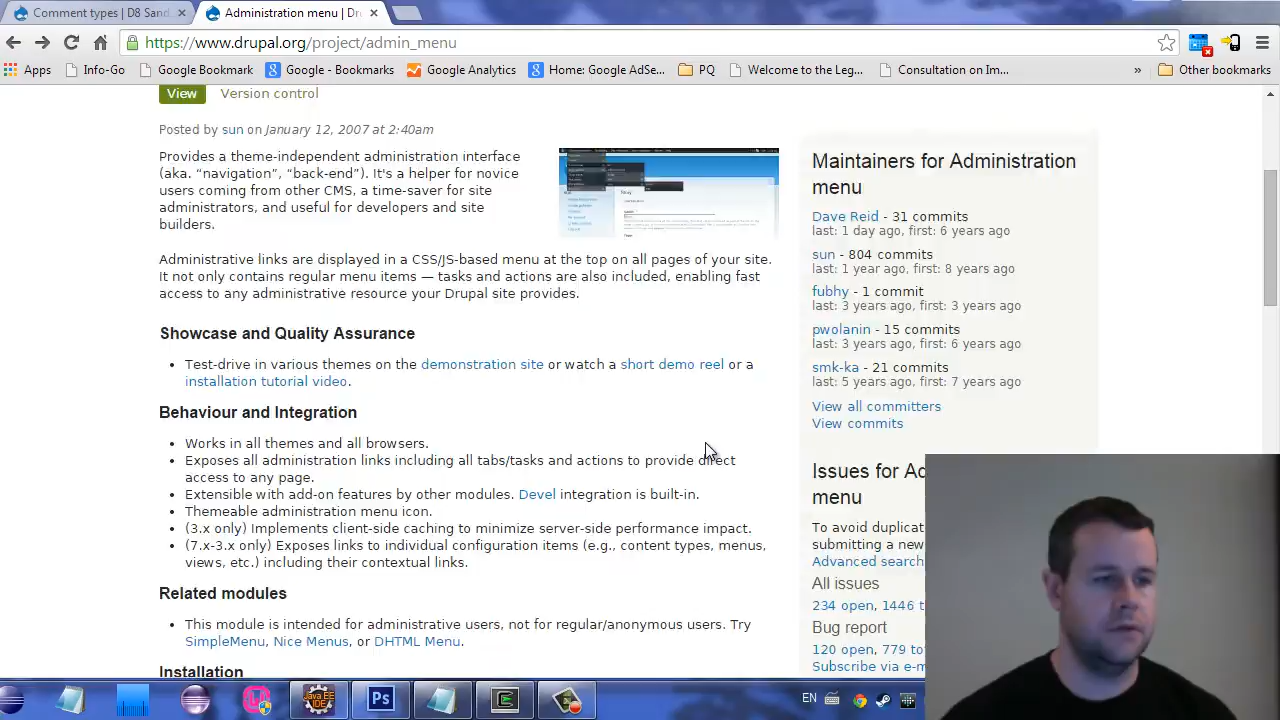 Comment types | D8 Sand
Administration menu | Dru
https://www.drupal.org/project/admin_menu
Apps Info-Go Google Bookmark Google - Bookmarks Google Analytics Home: Google AdSe... PQ Welcome to the Leg... Consultation on Im... » Other bookmarks
View Version control
Posted by sun on January 12, 2007 at 2:40am
Provides a theme-independent administration interface
(aka. “navigation”, “back-end”). It's a helper for novice
users coming from other CMS, a time-saver for site
administrators, and useful for developers and site
builders.
Administrative links are displayed in a CSS/JS-based menu at the top on all pages of your site.
It not only contains regular menu items — tasks and actions are also included, enabling fast
access to any administrative resource your Drupal site provides.
Showcase and Quality Assurance
• Test-drive in various themes on the demonstration site or watch a short demo reel or a
installation tutorial video.
Behaviour and Integration
• Works in all themes and all browsers.
• Exposes all administration links including all tabs/tasks and actions to provide direct
access to any page.
• Extensible with add-on features by other modules. Devel integration is built-in.
• Themeable administration menu icon.
• (3.x only) Implements client-side caching to minimize server-side performance impact.
• (7.x-3.x only) Exposes links to individual configuration items (e.g., content types, menus,
views, etc.) including their contextual links.
Related modules
• This module is intended for administrative users, not for regular/anonymous users. Try
SimpleMenu, Nice Menus, or DHTML Menu.
Installation
Maintainers for Administration
menu
Dave Reid - 31 commits
last: 1 day ago, first: 6 years ago
sun - 804 commits
last: 1 year ago, first: 8 years ago
fubhy - 1 commit
last: 3 years ago, first: 3 years ago
pwolanin - 15 commits
last: 3 years ago, first: 6 years ago
smk-ka - 21 commits
last: 5 years ago, first: 7 years ago
View all committers
View commits
Issues for Ad
menu
To avoid duplicat
submitting a new
Advanced search
All issues
234 open, 1446 t
Bug report
120 open, 779 to
Subscribe via e-m
Java EE
IDE
Ps
EN